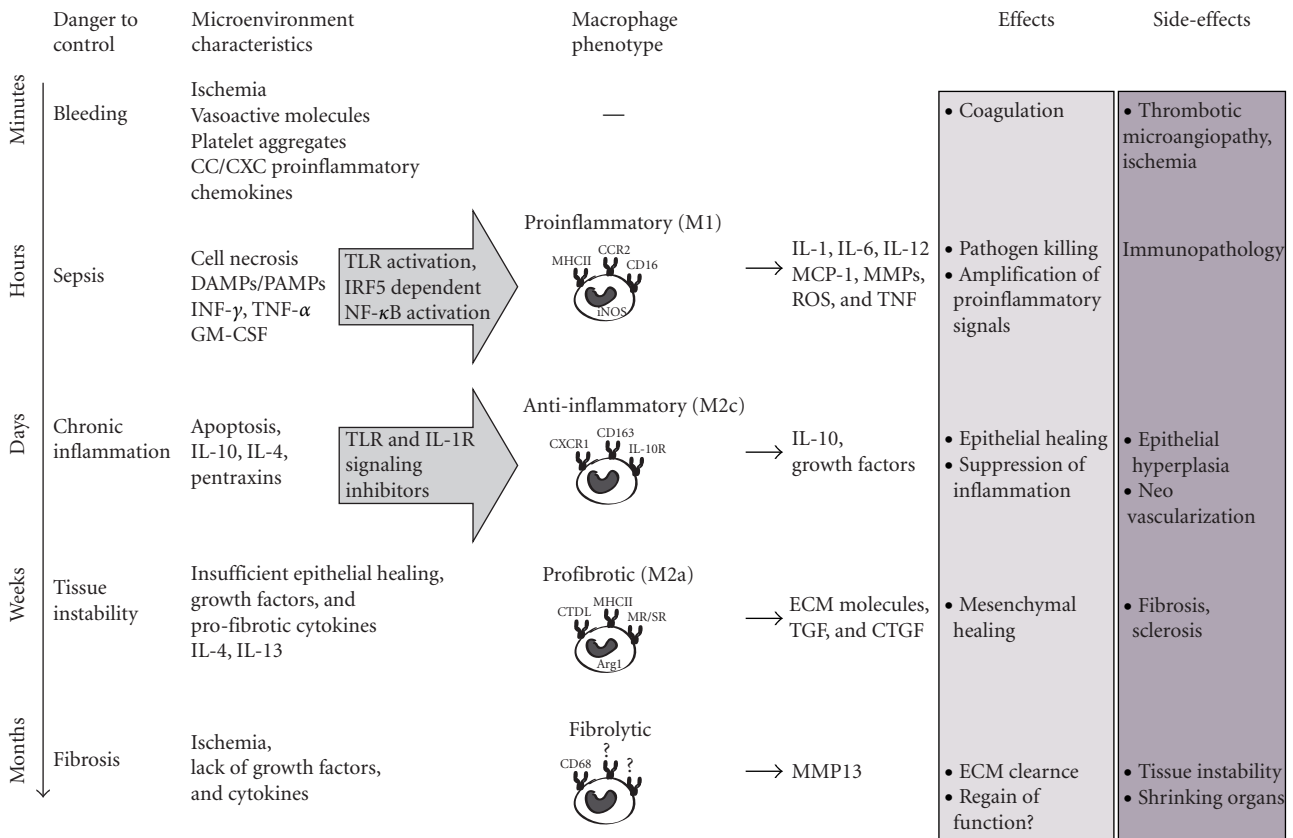 Danger to
control
Microenvironment
characteristics
Macrophage
phenotype
Effects
Side-effects
Minutes
Bleeding
Ischemia
Vasoactive molecules
Platelet aggregates
CC/CXC proinflammatory
chemokines
—
• Coagulation
• Thrombotic
microangiopathy,
ischemia
Hours
Sepsis
Cell necrosis
DAMPs/PAMPs
INF-γ, TNF-α
GM-CSF
TLR activation,
IRF5 dependent
NF-κB activation
Proinflammatory (M1)
CCR2
MHCII
CD16
iNOS
IL-1, IL-6, IL-12
MCP-1, MMPs,
ROS, and TNF
• Pathogen killing
• Amplification of
proinflammatory
signals
Immunopathology
Days
Chronic
inflammation
Apoptosis,
IL-10, IL-4,
pentraxins
TLR and IL-1R
signaling
inhibitors
Anti-inflammatory (M2c)
CD163
CXCR1
IL-10R
IL-10,
growth factors
• Epithelial healing
• Suppression of
inflammation
• Epithelial
hyperplasia
• Neo
vascularization
Weeks
Tissue
instability
Insufficient epithelial healing,
growth factors, and
pro-fibrotic cytokines
IL-4, IL-13
Profibrotic (M2a)
MHCII
CTDL
MR/SR
Arg1
ECM molecules,
TGF, and CTGF
• Mesenchymal
healing
• Fibrosis,
sclerosis
Months
Fibrosis
Ischemia,
lack of growth factors,
and cytokines
Fibrolytic
?
CD68
?
MMP13
• ECM clearnce
• Regain of
function?
• Tissue instability
• Shrinking organs